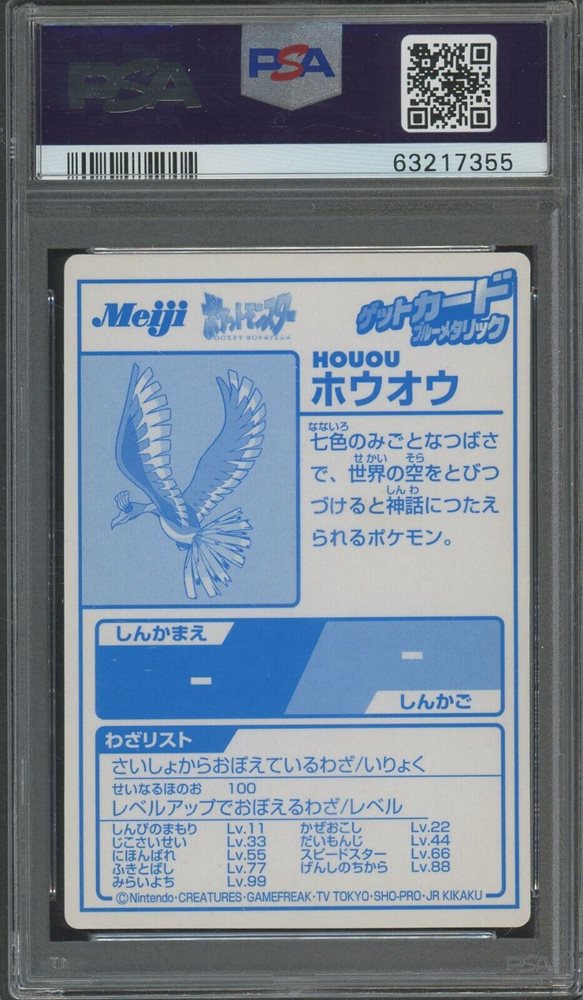 PSA
PSA
63217355
Meiji
ポケットモンスター
POCKET MONSTERS
ゲットカード
ブルーメタリック
HOUOU
ホウオウ
なないろ
七色のみごとなつばさ
せかい そら
で、世界の空をとびつ
しんわ
づけると神話につたえ
られるポケモン。
しんかまえ
-
-
しんかご
わざリスト
さいしょからおぼえているわざ/いりょく
せいなるほのお 100
レベルアップでおぼえるわざ/レベル
しんぴのまもり Lv.11 かぜおこし Lv.22
じこさいせい Lv.33 だいもんじ Lv.44
にほんばれ Lv.55 スピードスター Lv.66
ふきとばし Lv.77 げんしのちから Lv.88
みらいよち Lv.99
©Nintendo・CREATURES・GAMEFREAK・TV TOKYO・SHO-PRO・JR KIKAKU
PSA